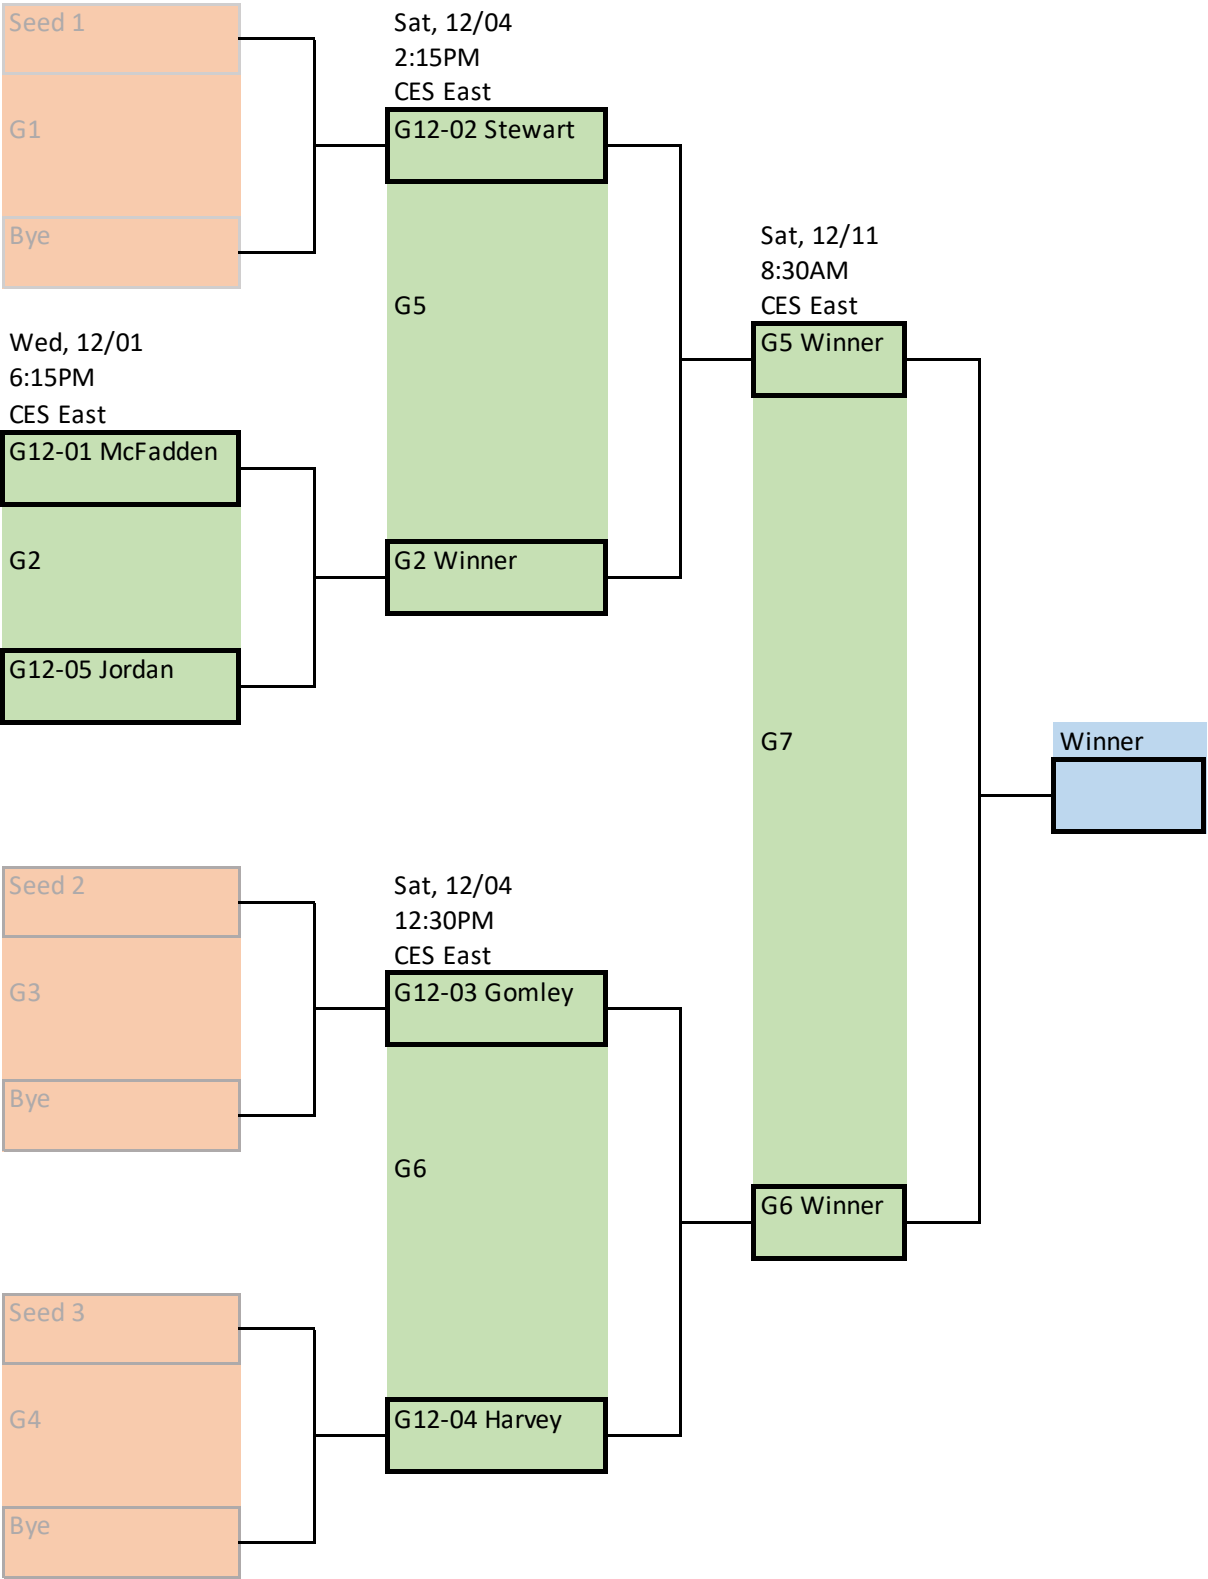 Seed 1
G1
Bye
Wed, 12/01
6:15PM
CES East
G12-01 McFadden
G2
G12-05 Jordan
Seed 2
G3
Bye
Seed 3
G4
Bye
Sat, 12/04
2:15PM
CES East
G12-02 Stewart
G5
G2 Winner
Sat, 12/04
12:30PM
CES East
G12-03 Gomley
G6
G12-04 Harvey
Sat, 12/11
8:30AM
CES East
G5 Winner
G7
G6 Winner
Winner